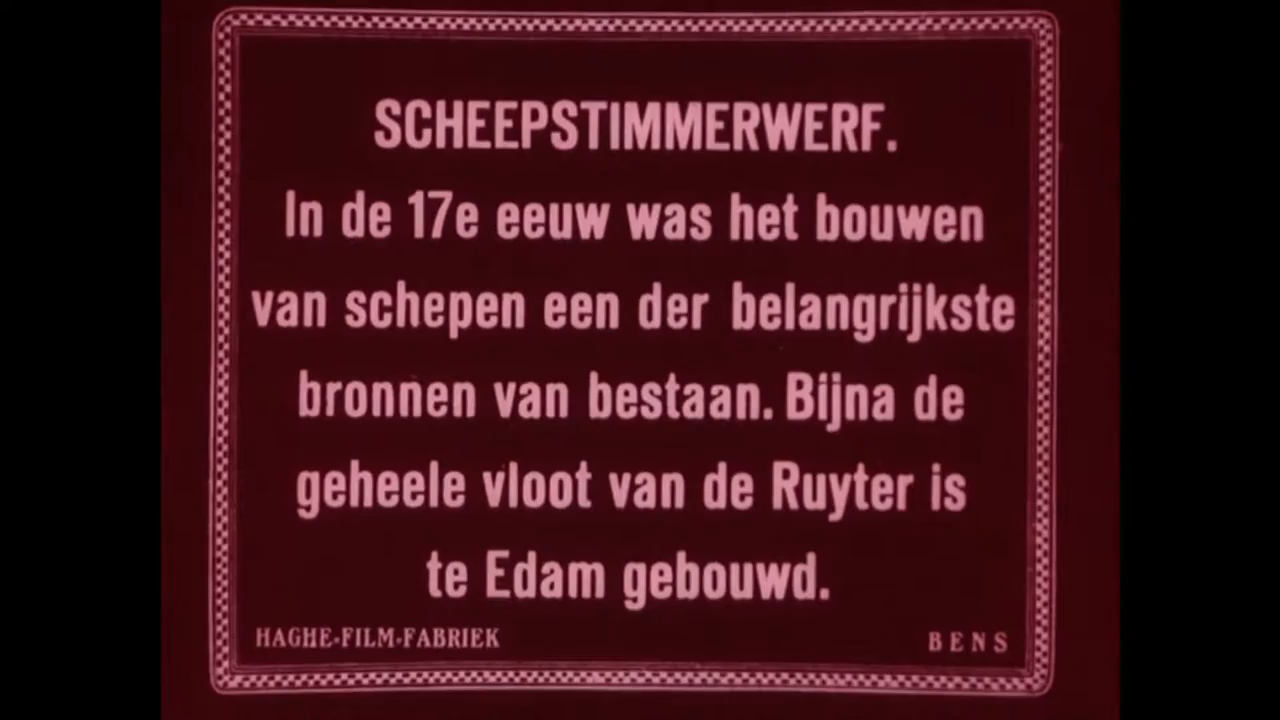 SCHEEPSTIMMERWERF.
In de 17e eeuw was het bouwen
van schepen een der belangrijkste
bronnen van bestaan. Bijna de
geheele vloot van de Ruyter is
te Edam gebouwd.
HAGHE-FILM-FABRIEK BENS